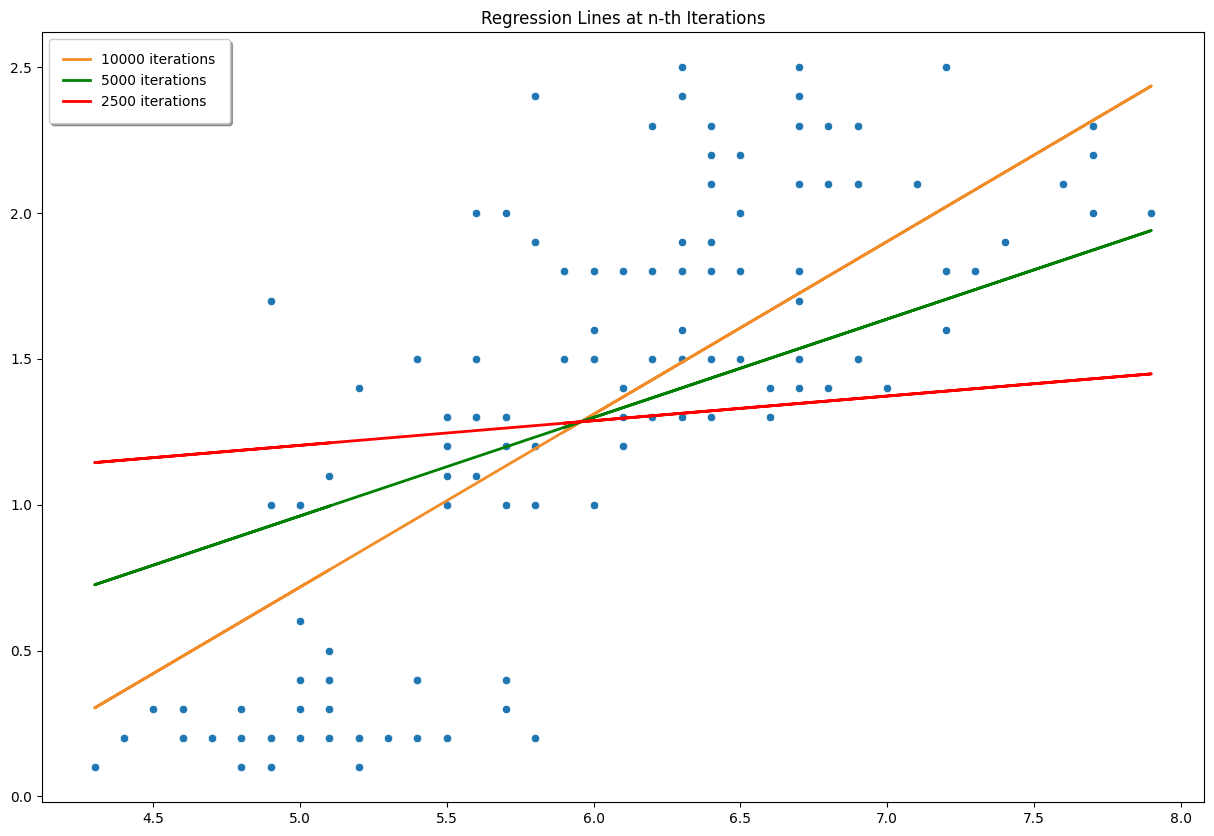 Regression Lines at n-th Iterations
10000 iterations
5000 iterations
2500 iterations
2.5
2.0
1.5
1.0
0.5
0.0
4.5 5.0 5.5 6.0 6.5 7.0 7.5 8.0